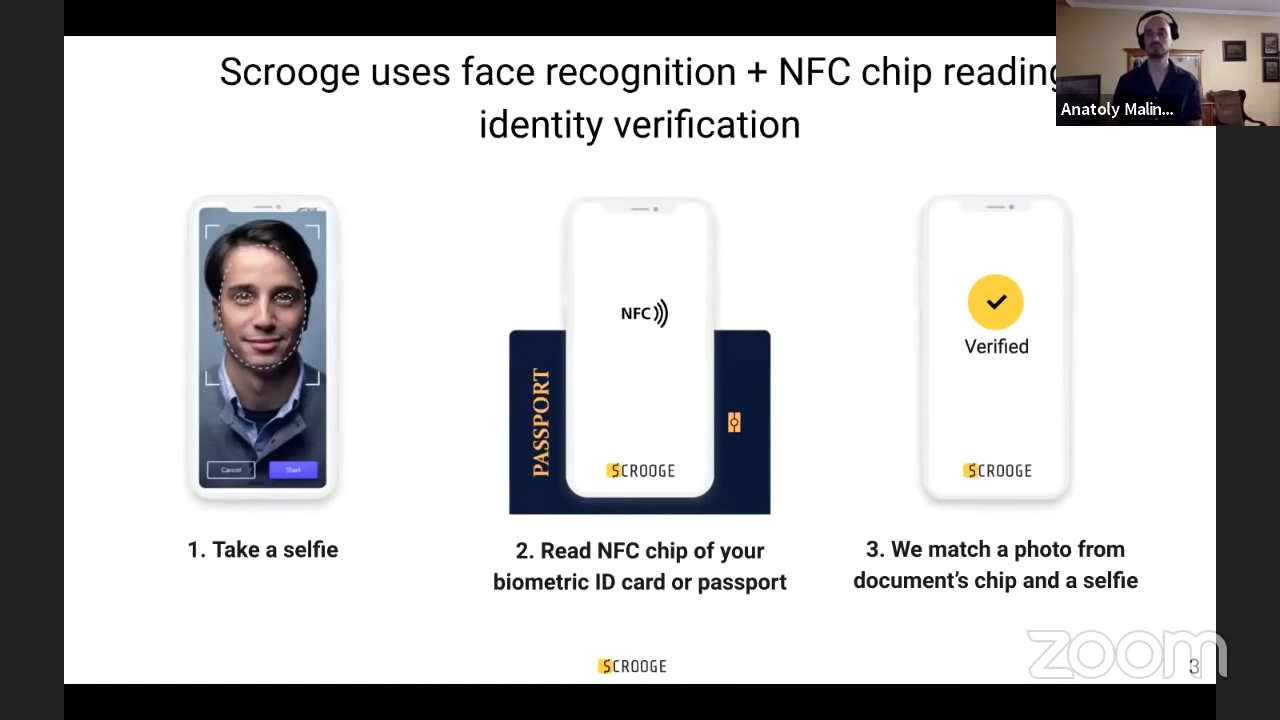 Scrooge uses face recognition + NFC chip reading
identity verification
Anatoly Malin...
Cancel
Start
NFC
PASSPORT
SCROOGE
Verified
SCROOGE
1. Take a selfie
2. Read NFC chip of your
biometric ID card or passport
3. We match a photo from
document's chip and a selfie
SCROOGE
zoom
3